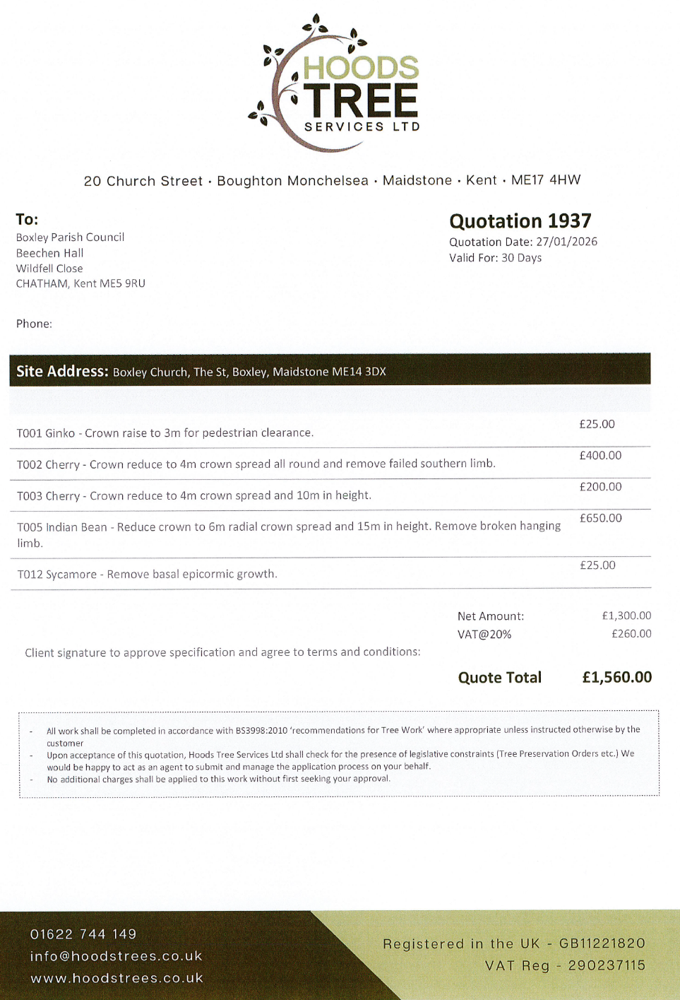 HOODS
TREE
SERVICES LTD
20 Church Street · Boughton Monchelsea · Maidstone · Kent · ME17 4HW
To:
Boxley Parish Council
Beechen Hall
Wildfell Close
CHATHAM, Kent ME5 9RU
Phone:
Quotation 1937
Quotation Date: 27/01/2026
Valid For: 30 Days
Site Address: Boxley Church, The St, Boxley, Maidstone ME14 3DX
T001 Ginko - Crown raise to 3m for pedestrian clearance. £25.00
T002 Cherry - Crown reduce to 4m crown spread all round and remove failed southern limb. £400.00
T003 Cherry - Crown reduce to 4m crown spread and 10m in height. £200.00
T005 Indian Bean - Reduce crown to 6m radial crown spread and 15m in height. Remove broken hanging £650.00
limb.
T012 Sycamore - Remove basal epicormic growth. £25.00
Net Amount: £1,300.00
VAT@20% £260.00
Client signature to approve specification and agree to terms and conditions:
Quote Total £1,560.00
- All work shall be completed in accordance with BS3998:2010 'recommendations for Tree Work' where appropriate unless instructed otherwise by the
customer
- Upon acceptance of this quotation, Hoods Tree Services Ltd shall check for the presence of legislative constraints (Tree Preservation Orders etc.) We
would be happy to act as an agent to submit and manage the application process on your behalf.
- No additional charges shall be applied to this work without first seeking your approval.
01622 744 149
info@hoodstrees.co.uk
www.hoodstrees.co.uk
Registered in the UK - GB11221820
VAT Reg - 290237115